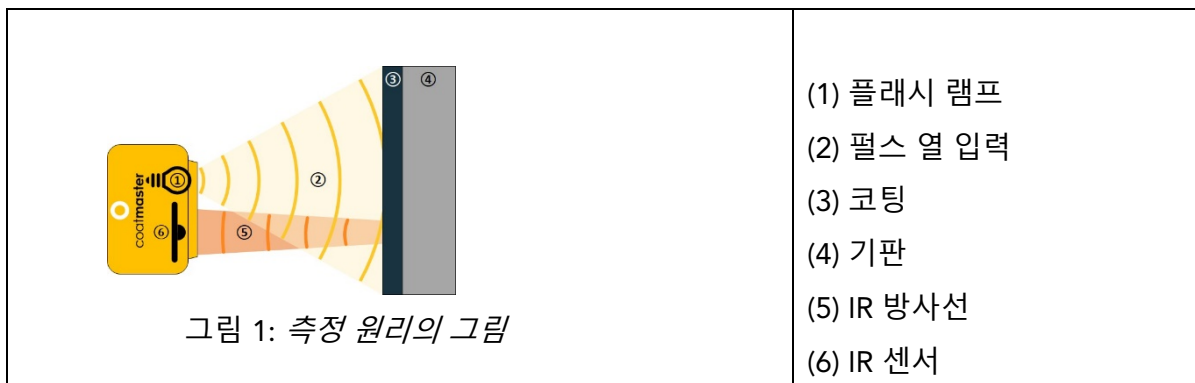 ③
④
①
②
coatmaster
⑥
⑤
그림 1: 측정 원리의 그림
(1) 플래시 램프
(2) 펄스 열 입력
(3) 코팅
(4) 기판
(5) IR 방사선
(6) IR 센서